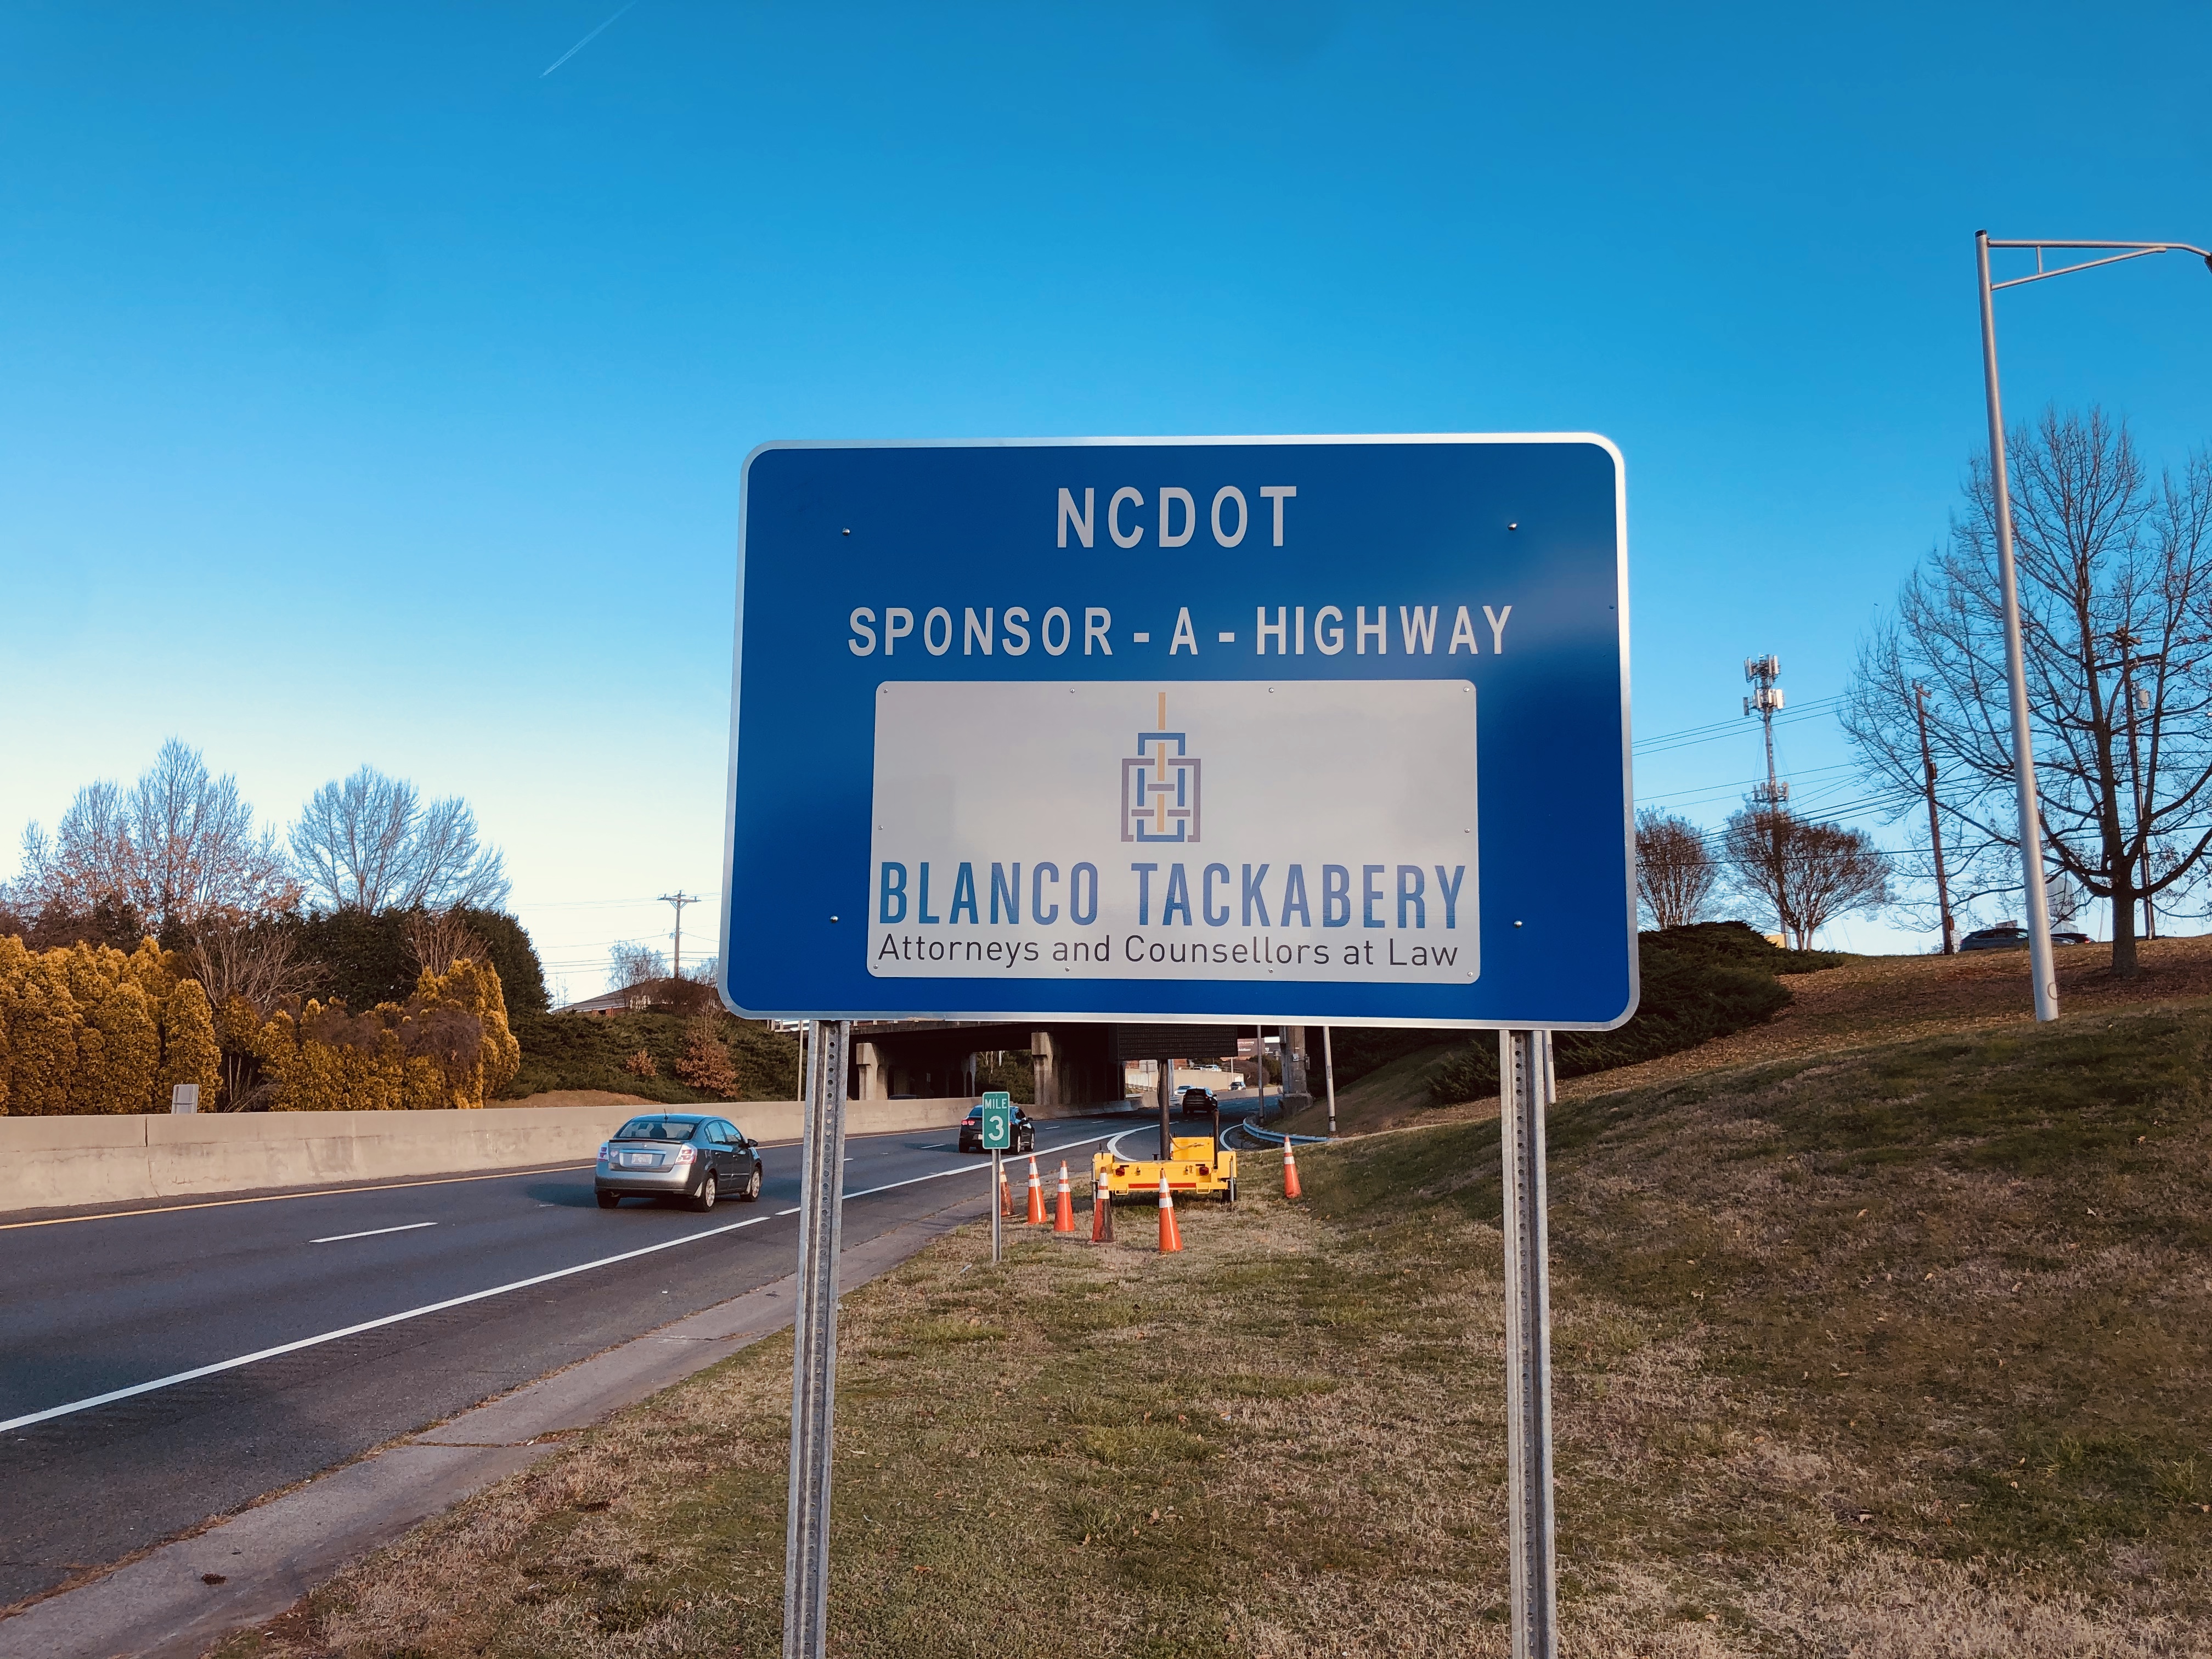 NCDOT
SPONSOR - A - HIGHWAY
BLANCO TACKABERY
Attorneys and Counsellors at Law
MILE
3